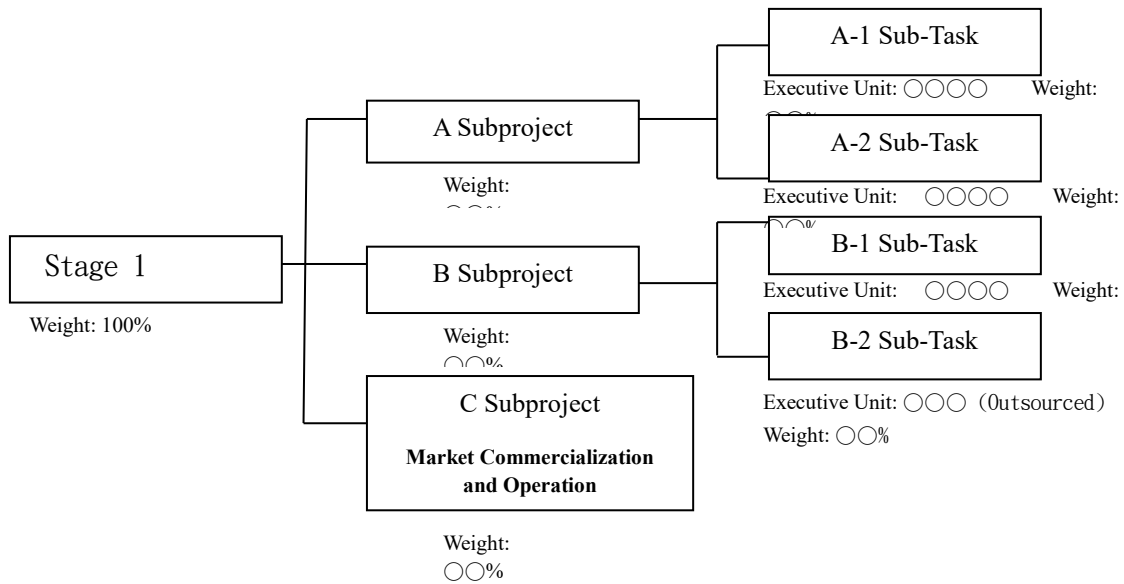 A-1 Sub-Task
Executive Unit: ○○○○ Weight:
A Subproject
Weight:
A-2 Sub-Task
Executive Unit: ○○○○ Weight:
Stage 1
Weight: 100%
B Subproject
Weight:
○○%
B-1 Sub-Task
Executive Unit: ○○○○ Weight:
B-2 Sub-Task
Executive Unit: ○○○ (Outsourced)
Weight: ○○%
C Subproject
Market Commercialization
and Operation
Weight:
○○%